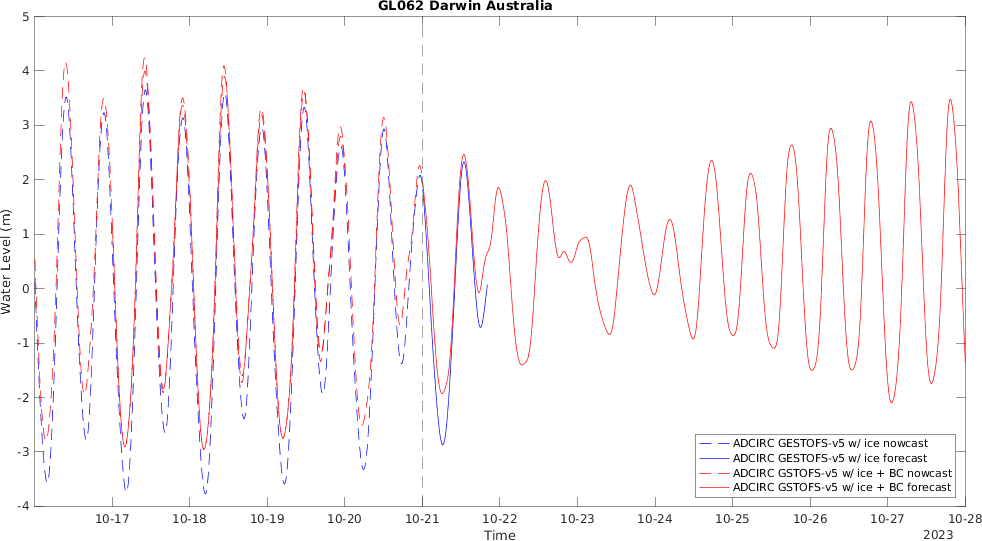 GL062 Darwin Australia
Water Level (m)
5
4
3
2
1
0
-1
-2
-3
-4
ADCIRC GESTOFS-v5 w/ ice nowcast
ADCIRC GESTOFS-v5 w/ ice forecast
ADCIRC GSTOFS-v5 w/ ice + BC nowcast
ADCIRC GSTOFS-v5 w/ ice + BC forecast
10-17 10-18 10-19 10-20 10-21 10-22 10-23 10-24 10-25 10-26 10-27 10-28
Time
2023